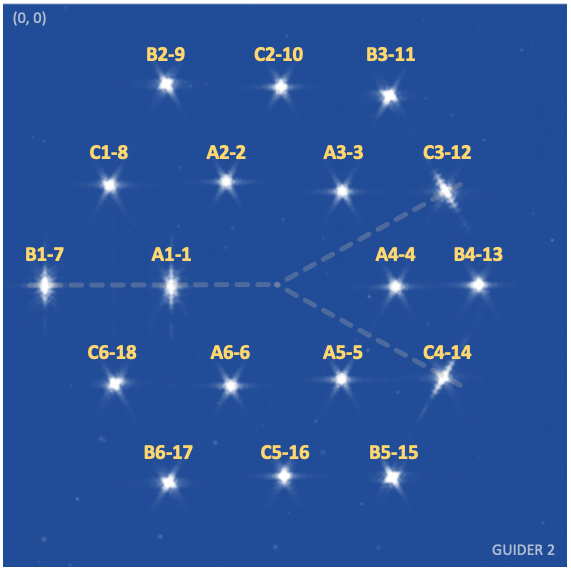 (0, 0)
B2-9 C2-10 B3-11
C1-8 A2-2 A3-3 C3-12
B1-7 A1-1 A4-4 B4-13
C6-18 A6-6 A5-5 C4-14
B6-17 C5-16 B5-15
GUIDER 2